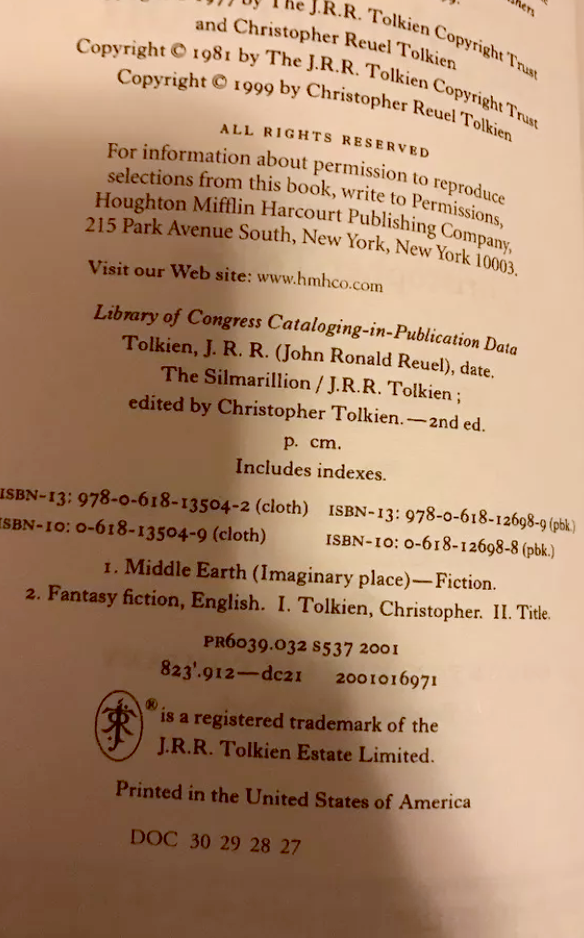 by The J.R.R. Tolkien Copyright Trust
and Christopher Reuel Tolkien
Copyright © 1981 by The J.R.R. Tolkien Copyright Trust
Copyright © 1999 by Christopher Reuel Tolkien
ALL RIGHTS RESERVED
For information about permission to reproduce
selections from this book, write to Permissions,
Houghton Mifflin Harcourt Publishing Company,
215 Park Avenue South, New York, New York 10003.
Visit our Web site: www.hmhco.com
Library of Congress Cataloging-in-Publication Data
Tolkien, J. R. R. (John Ronald Reuel), date.
The Silmarillion / J.R.R. Tolkien ;
edited by Christopher Tolkien.—2nd ed.
p. cm.
Includes indexes.
ISBN-13: 978-0-618-13504-2 (cloth) ISBN-13: 978-0-618-12698-9 (pbk.)
ISBN-10: 0-618-13504-9 (cloth) ISBN-10: 0-618-12698-8 (pbk.)
1. Middle Earth (Imaginary place)—Fiction.
2. Fantasy fiction, English. I. Tolkien, Christopher. II. Title.
PR6039.032 S537 2001
823'.912—dc21 2001016971
® is a registered trademark of the
J.R.R. Tolkien Estate Limited.
Printed in the United States of America
DOC 30 29 28 27